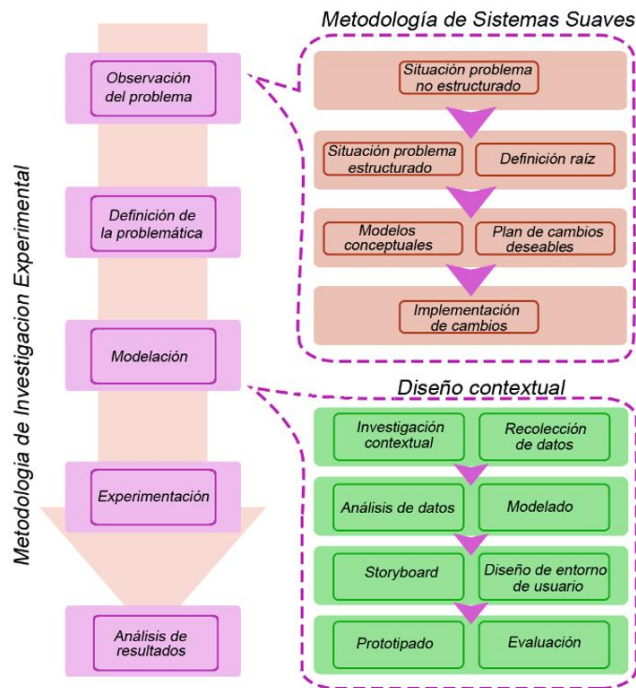 Metodología de Investigacion Experimental
Observación
del problema
Definición de
la problemática
Modelación
Experimentación
Análisis de
resultados
Metodología de Sistemas Suaves
Situación problema
no estructurado
Situación problema
estructurado
Definición raíz
Modelos
conceptuales
Plan de cambios
deseables
Implementación
de cambios
Diseño contextual
Investigación
contextual
Recolección
de datos
Análisis de datos
Modelado
Storyboard
Diseño de entorno
de usuario
Prototipado
Evaluación